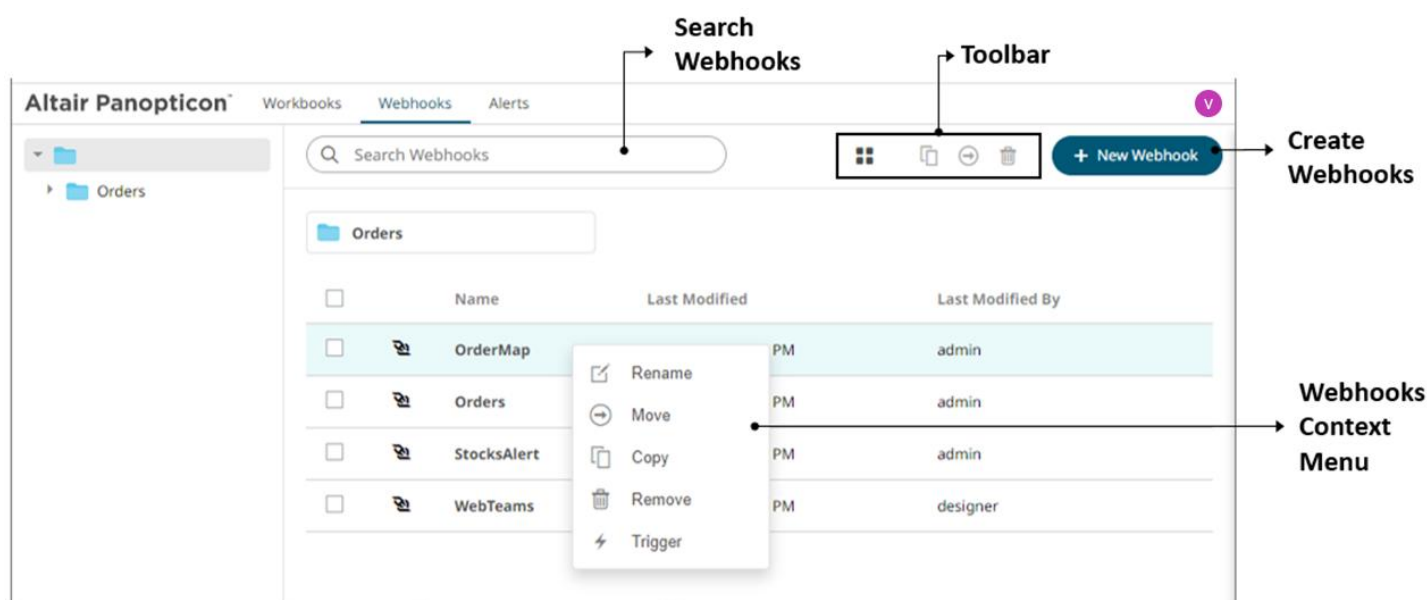 Search
Webhooks
Toolbar
Altair Panopticon™ Workbooks Webhooks Alerts V
Search Webhooks
+ New Webhook
Create
Webhooks
Orders
Orders
Name Last Modified Last Modified By
OrderMap PM admin
Orders PM admin
StocksAlert PM admin
WebTeams PM designer
Rename
Move
Copy
Remove
Trigger
Webhooks
Context
Menu